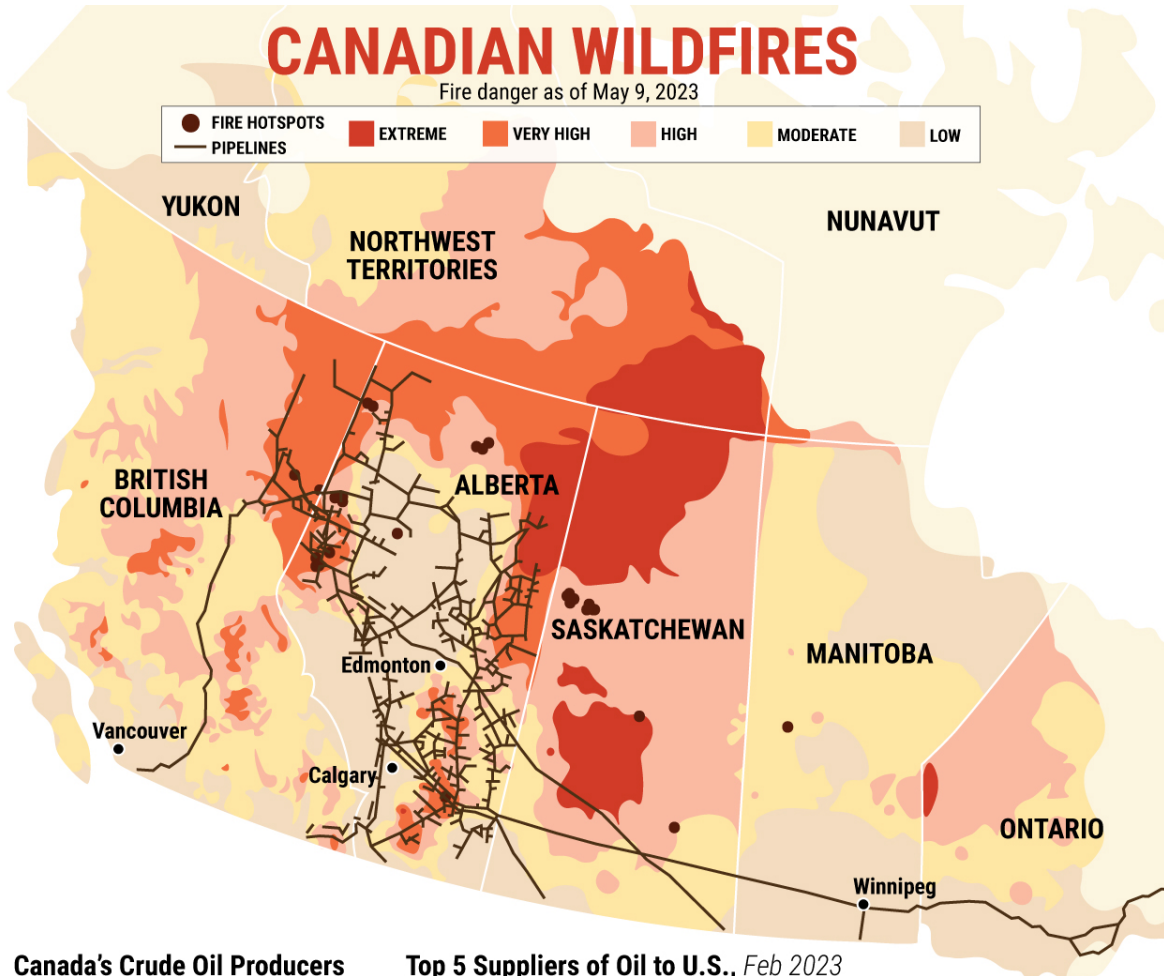 CANADIAN WILDFIRES
Fire danger as of May 9, 2023
FIRE HOTSPOTS
PIPELINES
EXTREME
VERY HIGH
HIGH
MODERATE
LOW
YUKON
NORTHWEST
TERRITORIES
NUNAVUT
BRITISH
COLUMBIA
ALBERTA
SASKATCHEWAN
MANITOBA
Edmonton
Vancouver
Calgary
ONTARIO
Winnipeg
Canada's Crude Oil Producers
Top 5 Suppliers of Oil to U.S., Feb 2023